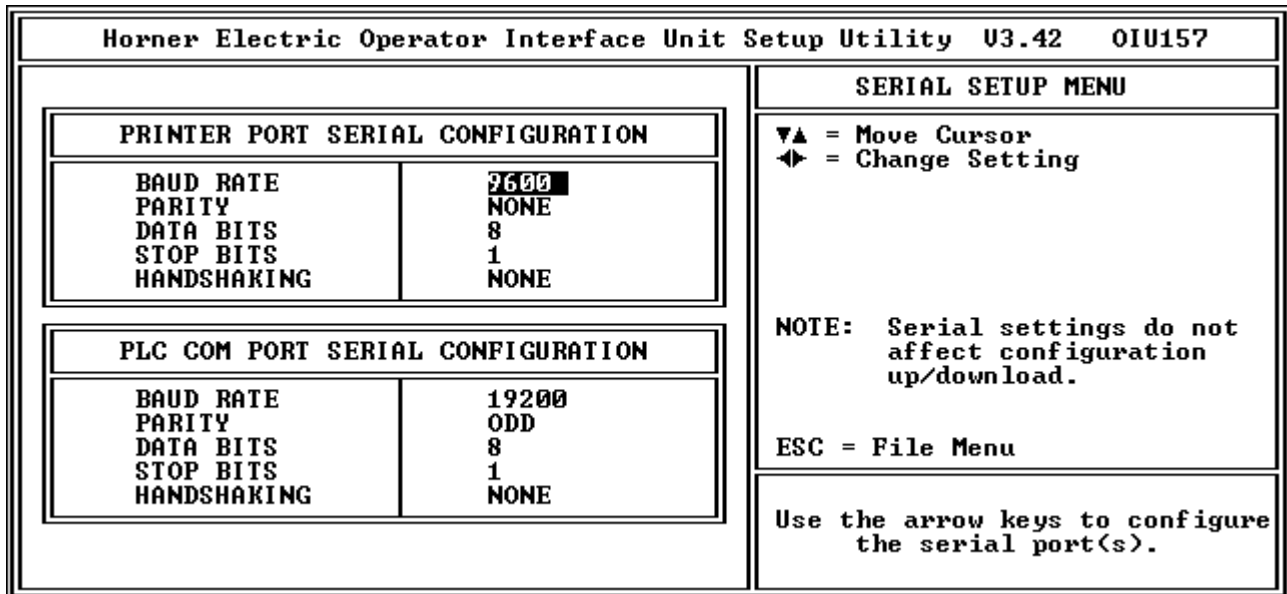 Horner Electric Operator Interface Unit Setup Utility V3.42 OIU157
PRINTER PORT SERIAL CONFIGURATION
BAUD RATE 9600
PARITY NONE
DATA BITS 8
STOP BITS 1
HANDSHAKING NONE
PLC COM PORT SERIAL CONFIGURATION
BAUD RATE 19200
PARITY ODD
DATA BITS 8
STOP BITS 1
HANDSHAKING NONE
SERIAL SETUP MENU
▼▲ = Move Cursor
◄► = Change Setting
NOTE: Serial settings do not
affect configuration
up/download.
ESC = File Menu
Use the arrow keys to configure
the serial port(s).